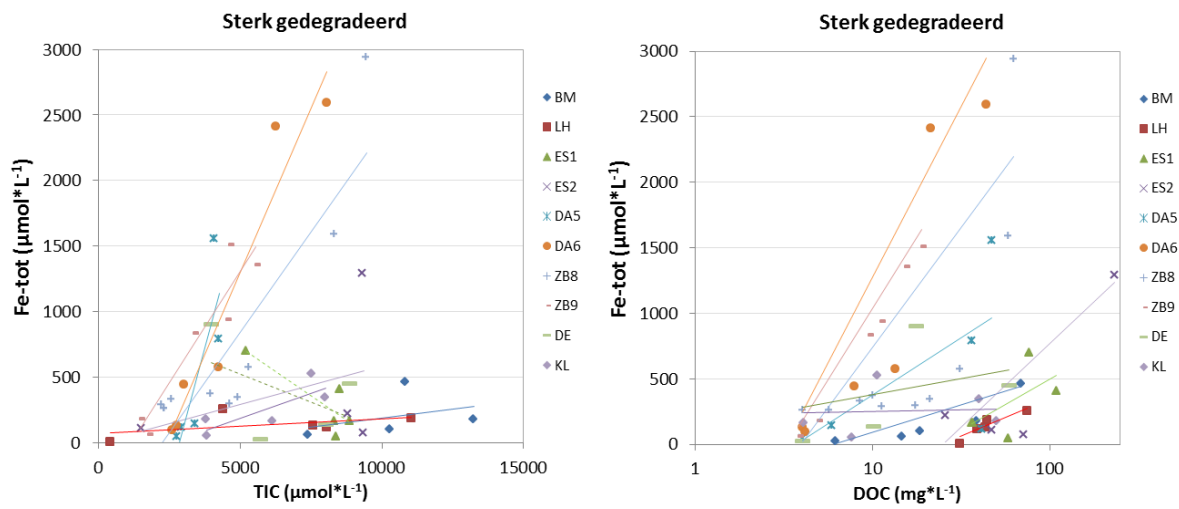 Sterk gedegradeerd
Fe-tot (µmol*L-1)
3000
2500
2000
1500
1000
500
0
0 5000 10000 15000
TIC (µmol*L-1)
BM
LH
ES1
ES2
DA5
DA6
ZB8
ZB9
DE
KL
Sterk gedegradeerd
Fe-tot (µmol*L-1)
3000
2500
2000
1500
1000
500
0
1 10 100
DOC (mg*L-1)
BM
LH
ES1
ES2
DA5
DA6
ZB8
ZB9
DE
KL